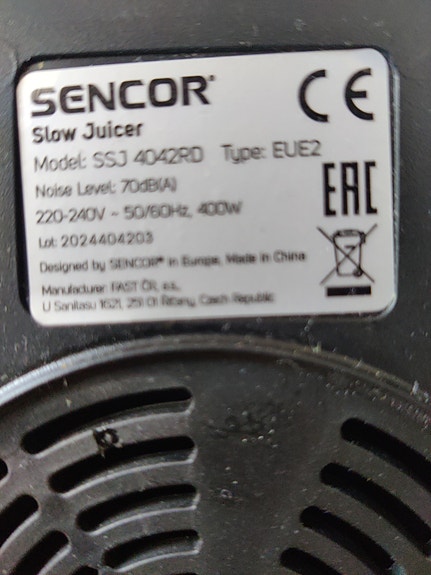 SENCOR®
CE
Slow Juicer
Model: SSJ 4042RD Type: EUE2
EAC
Noise Level: 70dB(A)
220-240V ~ 50/60Hz, 400W
Lot: 2024404203
Designed by SENCOR® in Europe. Made in China
Manufacturer: FAST ČR, a.s.,
U Sanitasu 1621, 251 01 Říčany, Czech Republic